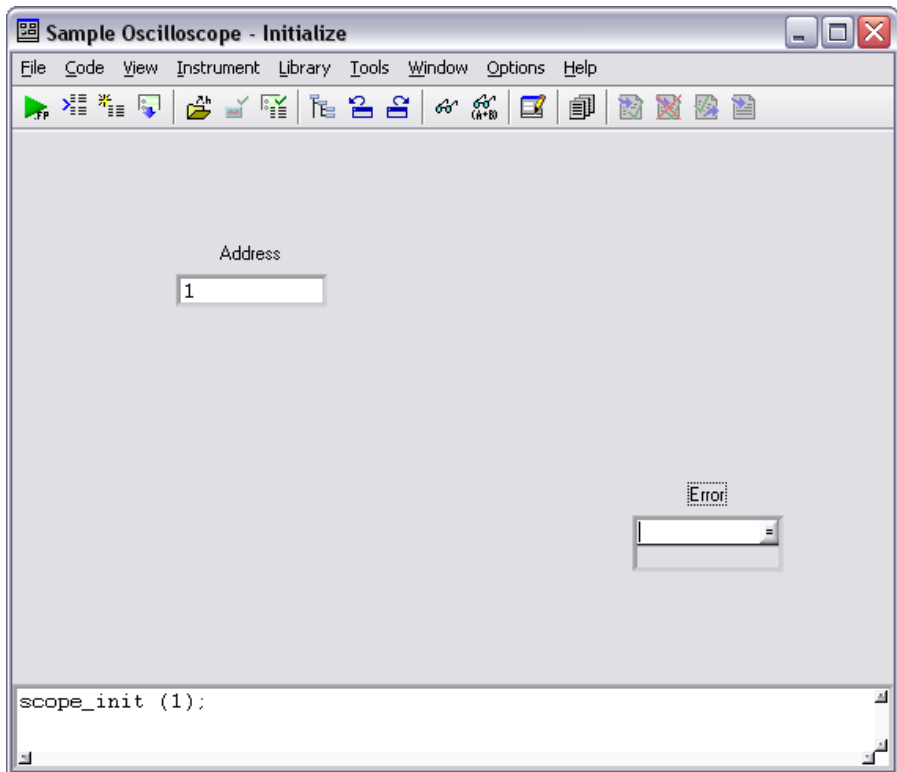 Sample Oscilloscope - Initialize
File Code View Instrument Library Tools Window Options Help
Address
1
Error
=
scope_init (1);